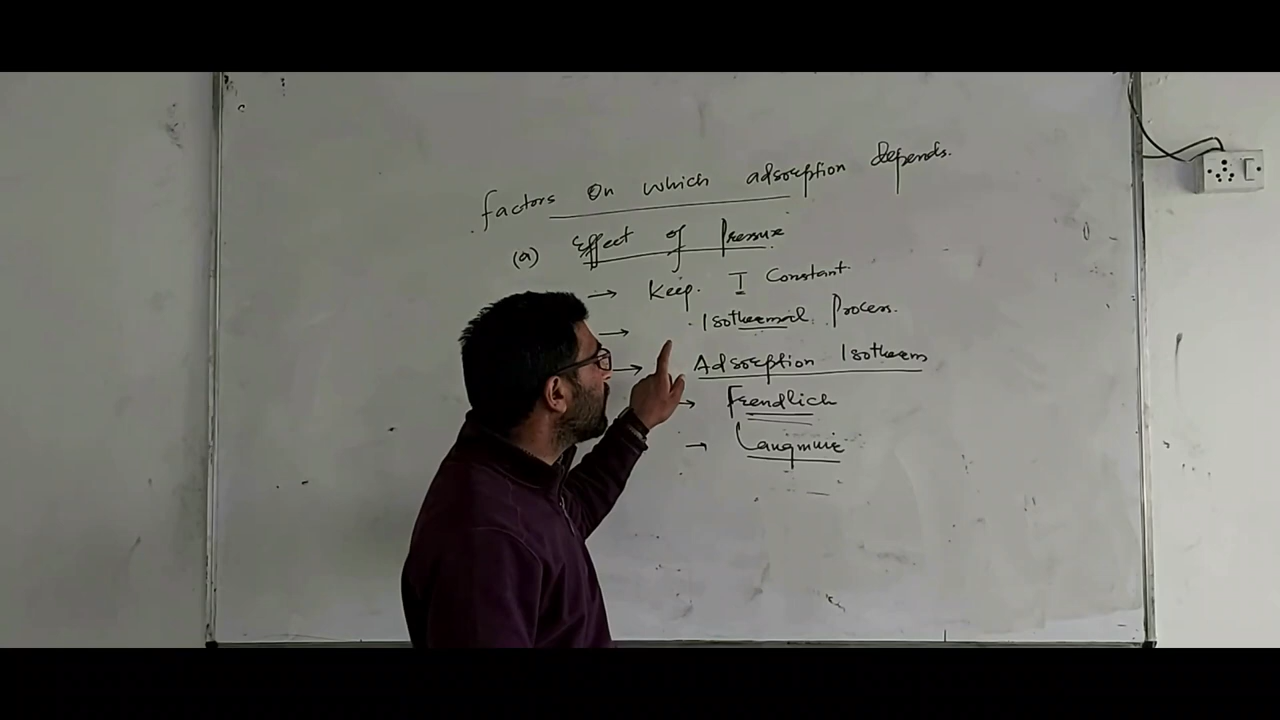 Factors On which adsorption depends.
(a) Effect of Pressure
→ Keep. T Constant
→ Isothermal Process.
→ Adsorption Isotherm
→ Frendlich
→ Langmuir